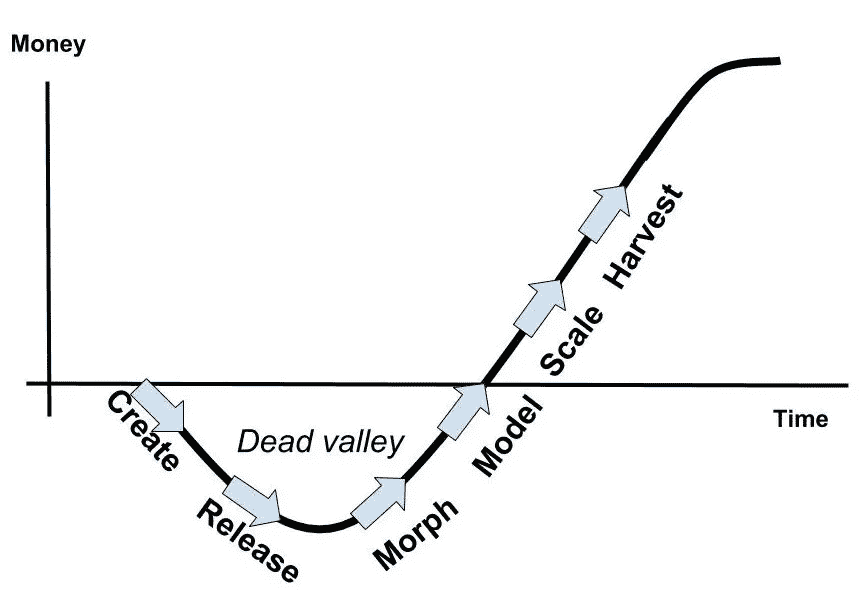 Money
Time
Create
Dead valley
Release
Morph
Model
Scale
Harvest